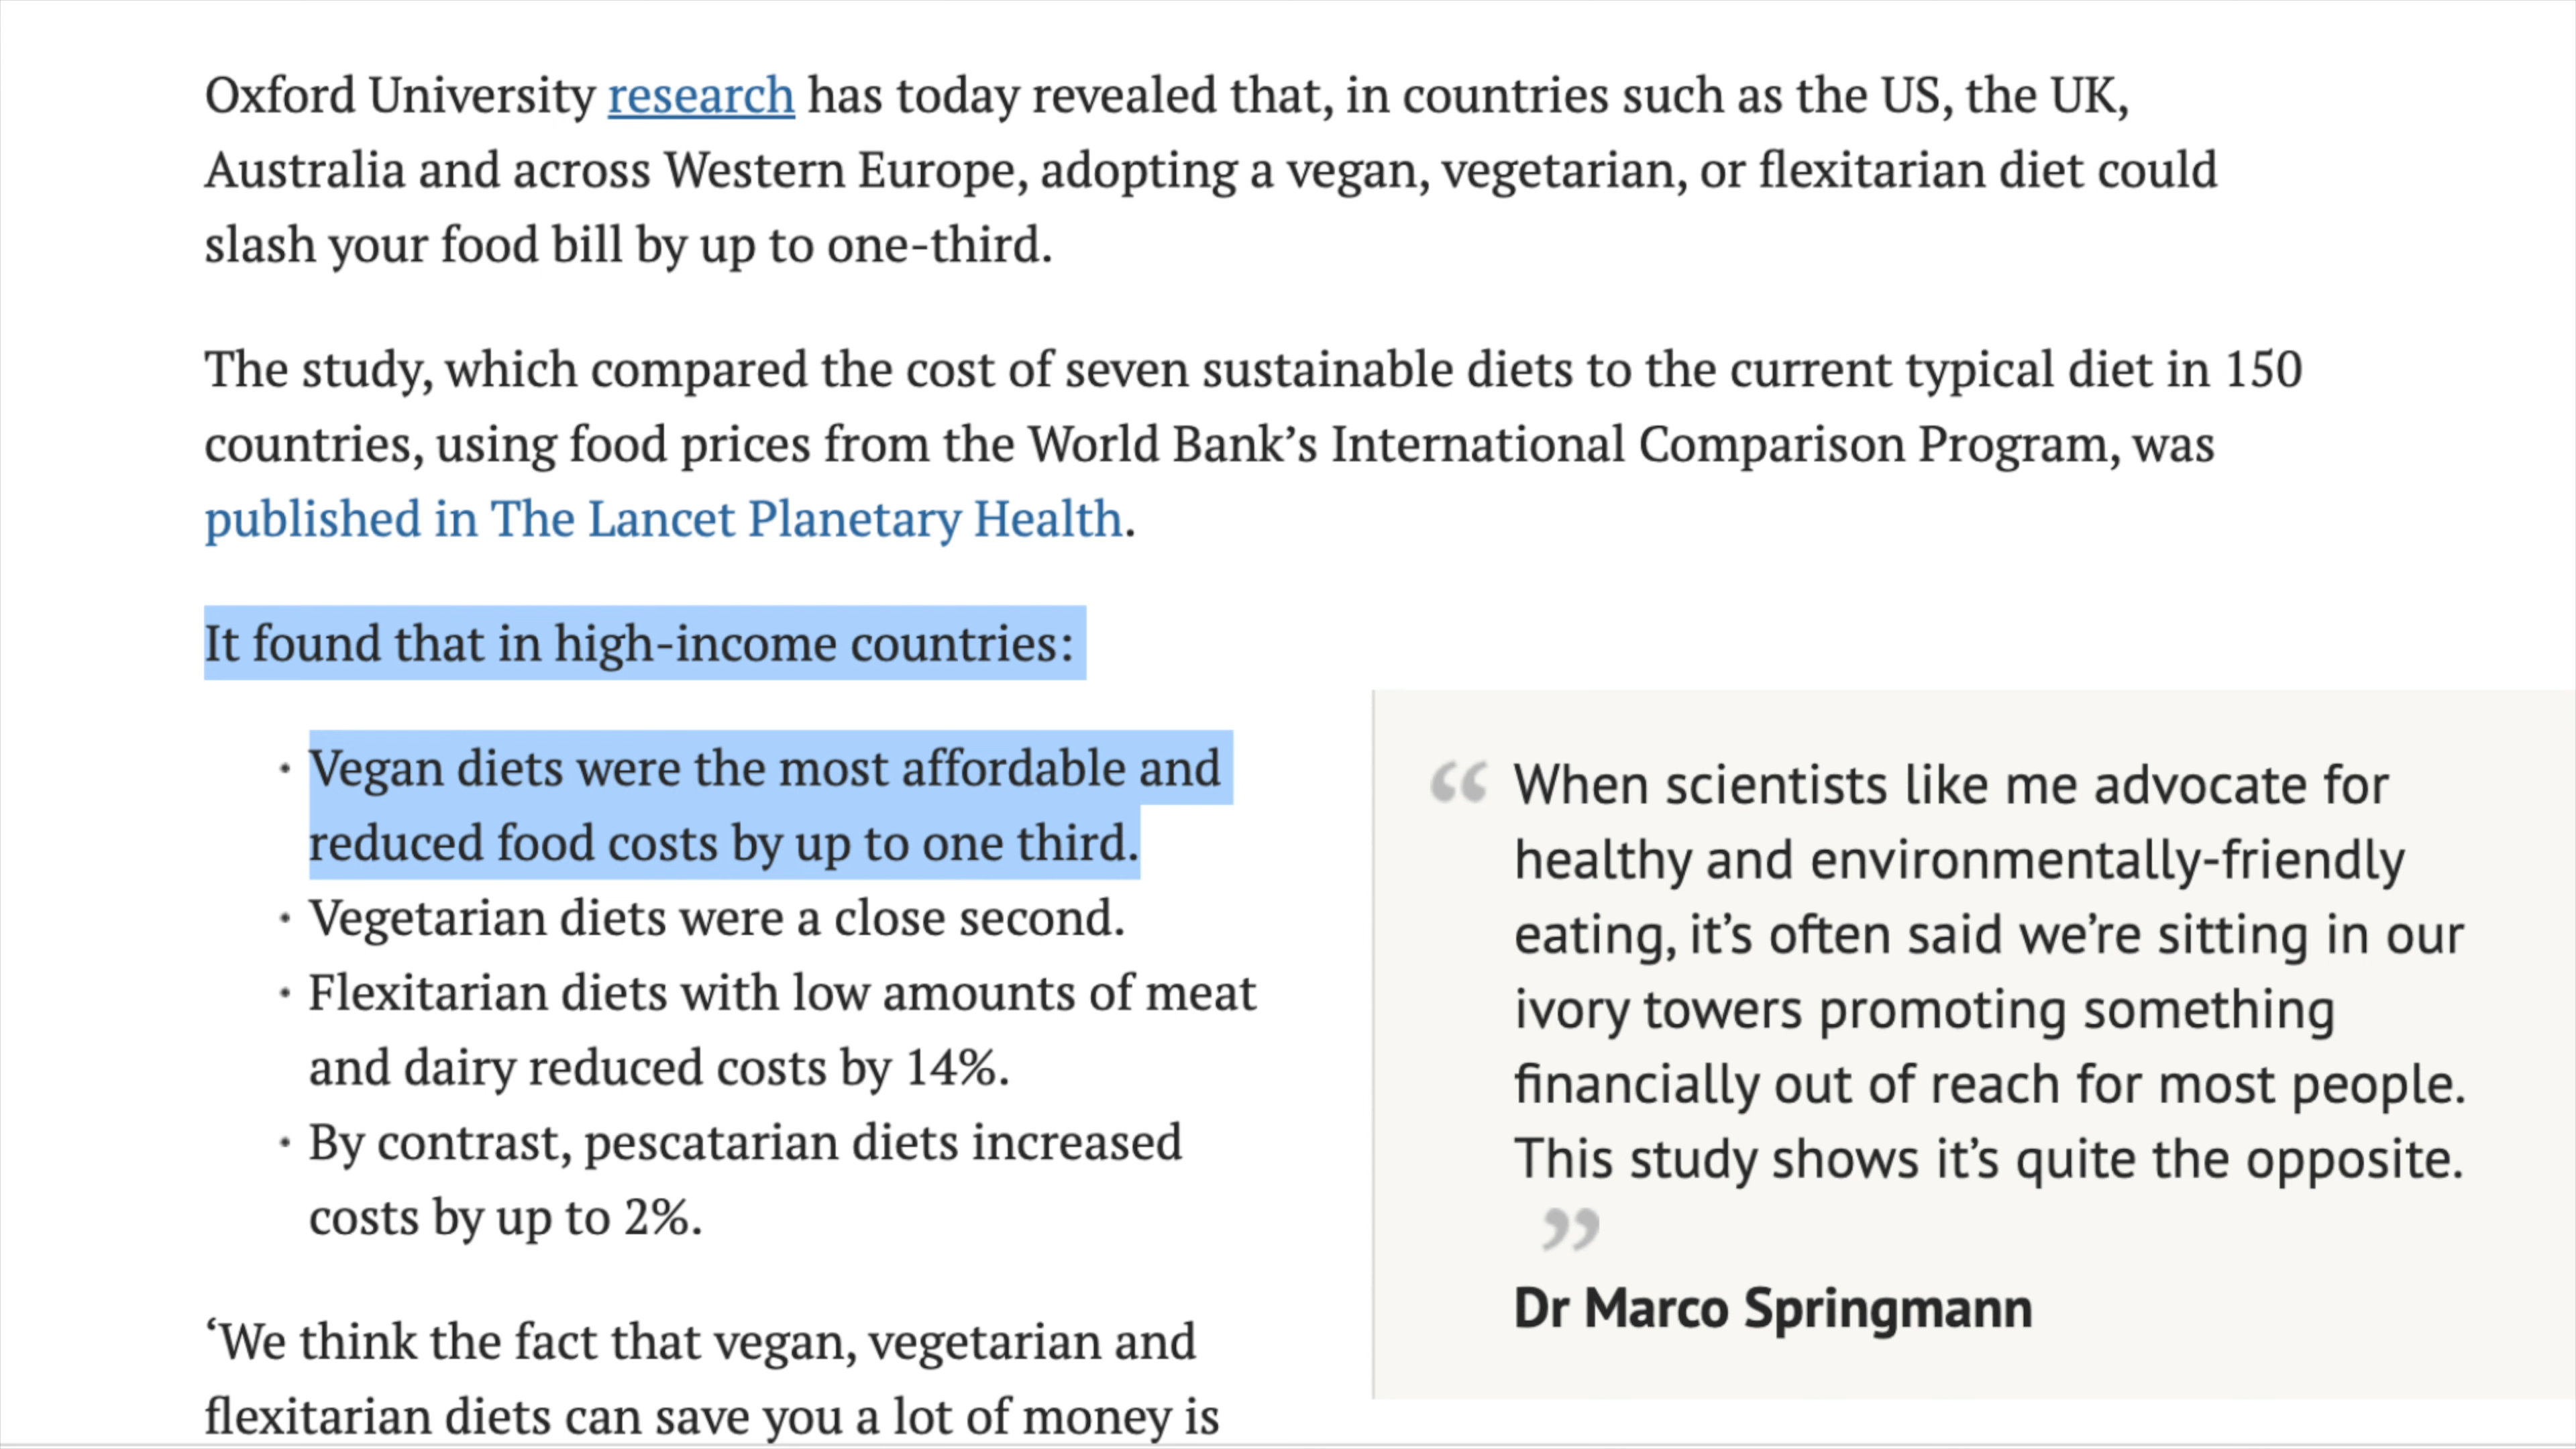 Oxford University research has today revealed that, in countries such as the US, the UK,
Australia and across Western Europe, adopting a vegan, vegetarian, or flexitarian diet could
slash your food bill by up to one-third.
The study, which compared the cost of seven sustainable diets to the current typical diet in 150
countries, using food prices from the World Bank’s International Comparison Program, was
published in The Lancet Planetary Health.
It found that in high-income countries:
• Vegan diets were the most affordable and
reduced food costs by up to one third.
• Vegetarian diets were a close second.
• Flexitarian diets with low amounts of meat
and dairy reduced costs by 14%.
• By contrast, pescatarian diets increased
costs by up to 2%.
‘We think the fact that vegan, vegetarian and
flexitarian diets can save you a lot of money is
“ When scientists like me advocate for
healthy and environmentally-friendly
eating, it’s often said we’re sitting in our
ivory towers promoting something
financially out of reach for most people.
This study shows it’s quite the opposite.
”
Dr Marco Springmann